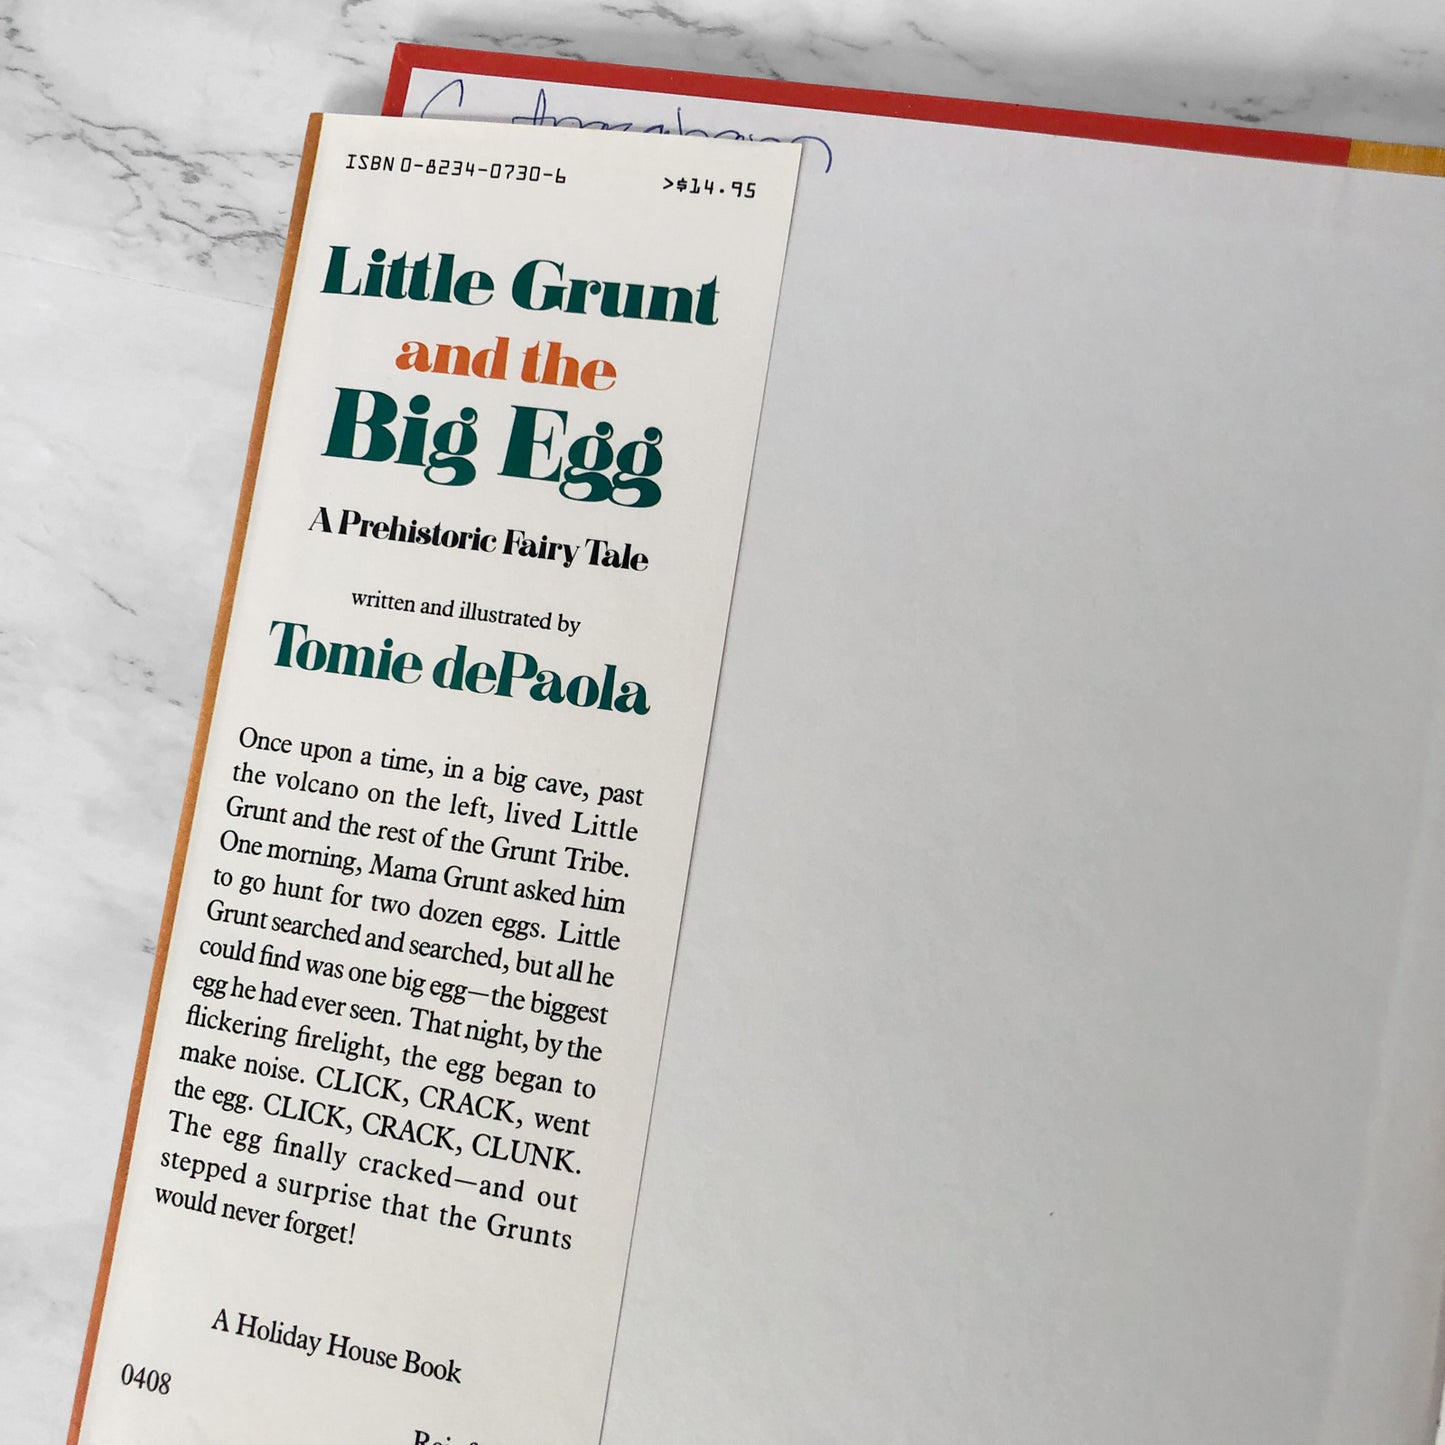 ISBN 0-8234-0730-6 >$14.95
Little Grunt
and the
Big Egg
A Prehistoric Fairy Tale
written and illustrated by
Tomie dePaola
Once upon a time, in a big cave, past
the volcano on the left, lived Little
Grunt and the rest of the Grunt Tribe.
One morning, Mama Grunt asked him
to go hunt for two dozen eggs. Little
Grunt searched and searched, but all he
could find was one big egg—the biggest
egg he had ever seen. That night, by the
flickering firelight, the egg began to
make noise. CLICK, CRACK, went
the egg. CLICK, CRACK, CLUNK.
The egg finally cracked—and out
stepped a surprise that the Grunts
would never forget!
A Holiday House Book
0408